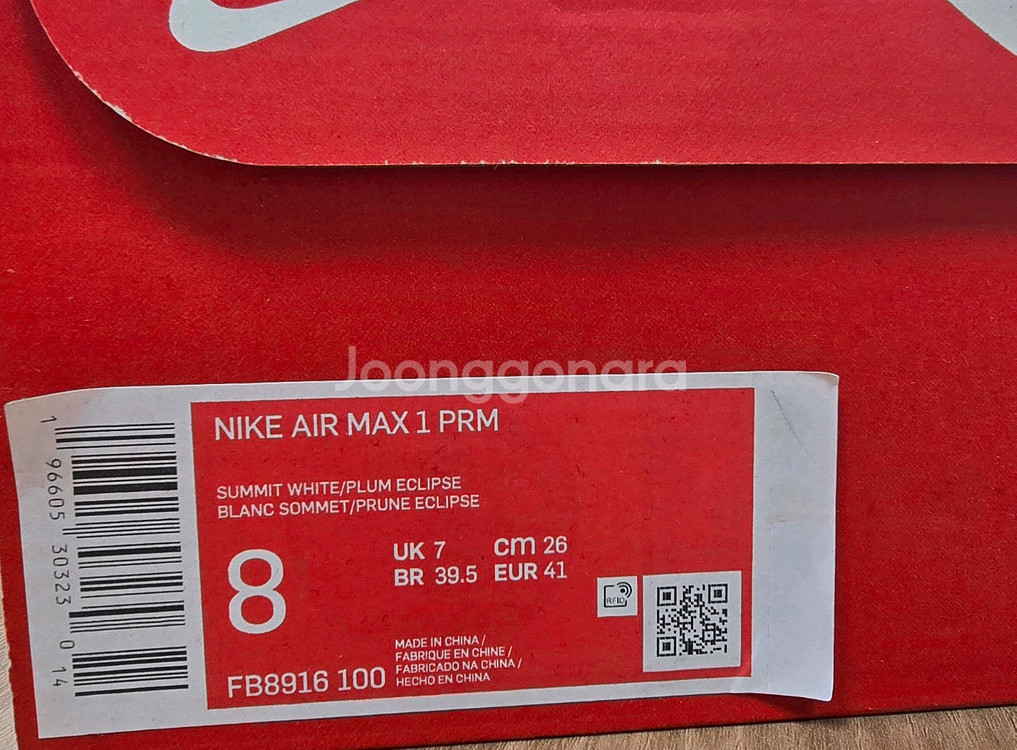 Joonggonara
NIKE AIR MAX 1 PRM
SUMMIT WHITE/PLUM ECLIPSE
BLANC SOMMET/PRUNE ECLIPSE
8
UK 7 cm 26
BR 39.5 EUR 41
RFID
MADE IN CHINA /
FABRIQUE EN CHINE /
FABRICADO NA CHINA /
HECHO EN CHINA
FB8916 100
1 96605 30323 0 14